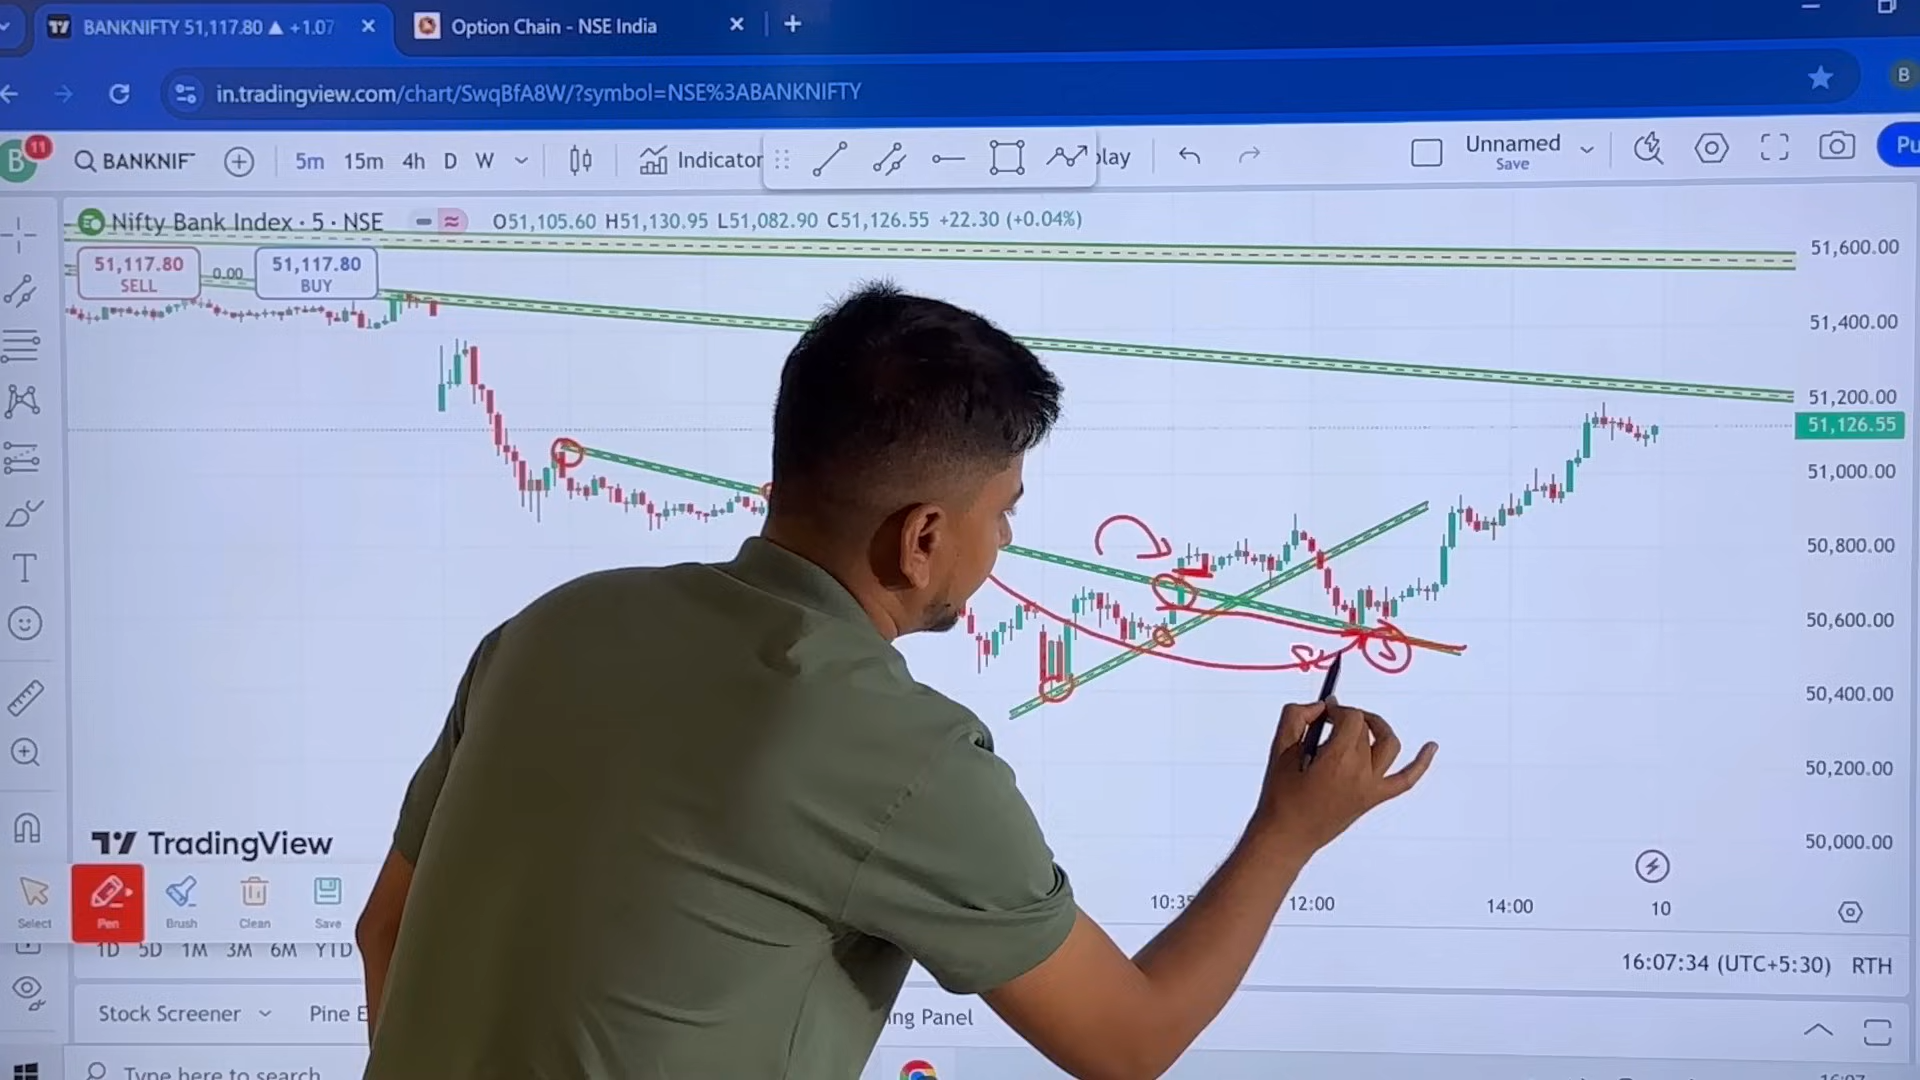 BANKNIFTY 51,117.80 ▲ +1.07
Option Chain - NSE India
in.tradingview.com/chart/SwqBfA8W/?symbol=NSE%3ABANKNIFTY
B
B
11
BANKNIF
5m 15m 4h D W
Indicator
lay
Unnamed
Save
Pu
Nifty Bank Index · 5 · NSE
O51,105.60 H51,130.95 L51,082.90 C51,126.55 +22.30 (+0.04%)
51,117.80
SELL
0.00
51,117.80
BUY
51,600.00
51,400.00
51,200.00
51,126.55
51,000.00
50,800.00
50,600.00
50,400.00
50,200.00
50,000.00
TradingView
Select
Pen
Brush
Clean
Save
10:35
12:00
14:00
10
1D 5D 1M 3M 6M YTD
16:07:34 (UTC+5:30) RTH
Stock Screener
Pine E
ng Panel
Type here to search